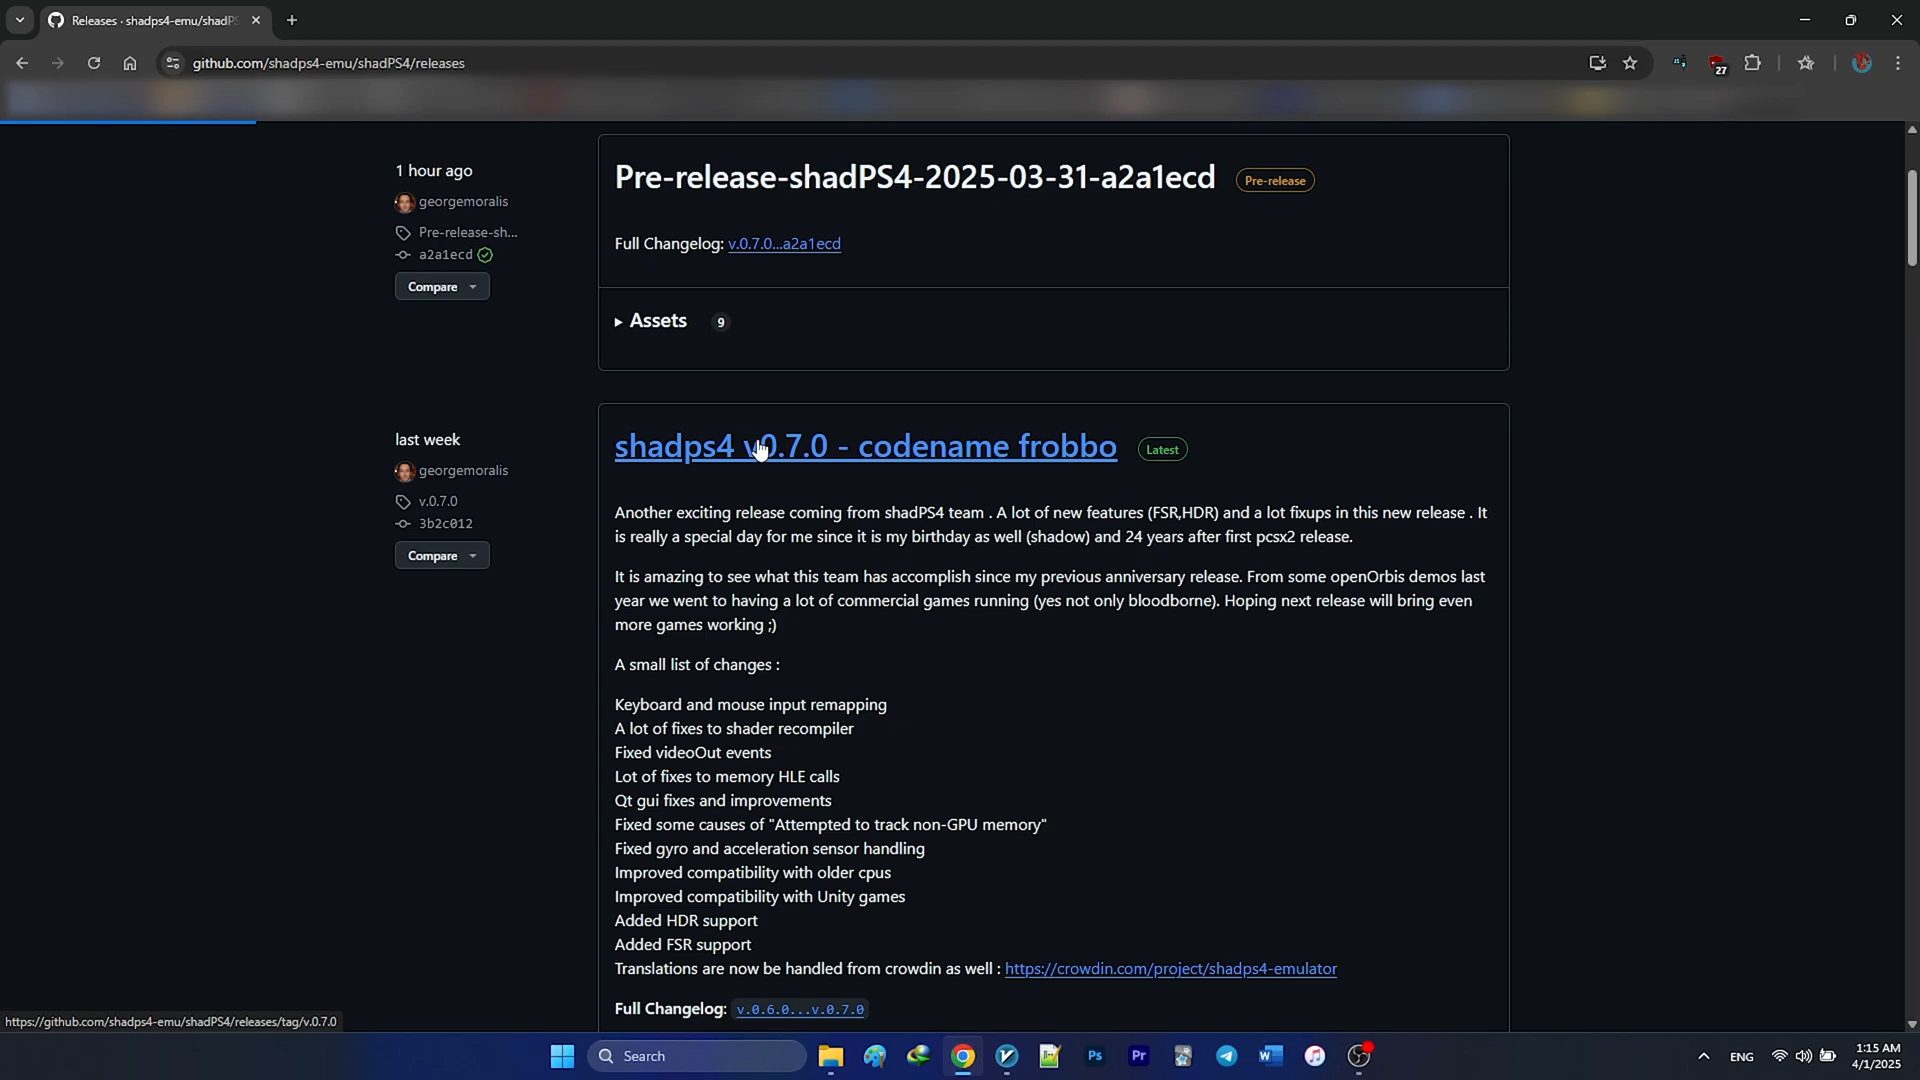 Releases · shadps4-emu/shadPS
github.com/shadps4-emu/shadPS4/releases
27
1 hour ago
georgemoralis
Pre-release-sh...
a2a1ecd
Compare
Pre-release-shadPS4-2025-03-31-a2a1ecd
Pre-release
Full Changelog: v.0.7.0...a2a1ecd
Assets 9
last week
georgemoralis
v.0.7.0
3b2c012
Compare
shadps4 v0.7.0 - codename frobbo
Latest
Another exciting release coming from shadPS4 team . A lot of new features (FSR,HDR) and a lot fixups in this new release . It
is really a special day for me since it is my birthday as well (shadow) and 24 years after first pcsx2 release.
It is amazing to see what this team has accomplish since my previous anniversary release. From some openOrbis demos last
year we went to having a lot of commercial games running (yes not only bloodborne). Hoping next release will bring even
more games working ;)
A small list of changes :
Keyboard and mouse input remapping
A lot of fixes to shader recompiler
Fixed videoOut events
Lot of fixes to memory HLE calls
Qt gui fixes and improvements
Fixed some causes of "Attempted to track non-GPU memory"
Fixed gyro and acceleration sensor handling
Improved compatibility with older cpus
Improved compatibility with Unity games
Added HDR support
Added FSR support
Translations are now be handled from crowdin as well : https://crowdin.com/project/shadps4-emulator
Full Changelog: v.0.6.0...v.0.7.0
https://github.com/shadps4-emu/shadPS4/releases/tag/v.0.7.0
Search
Ps
Pr
ENG
1:15 AM
4/1/2025